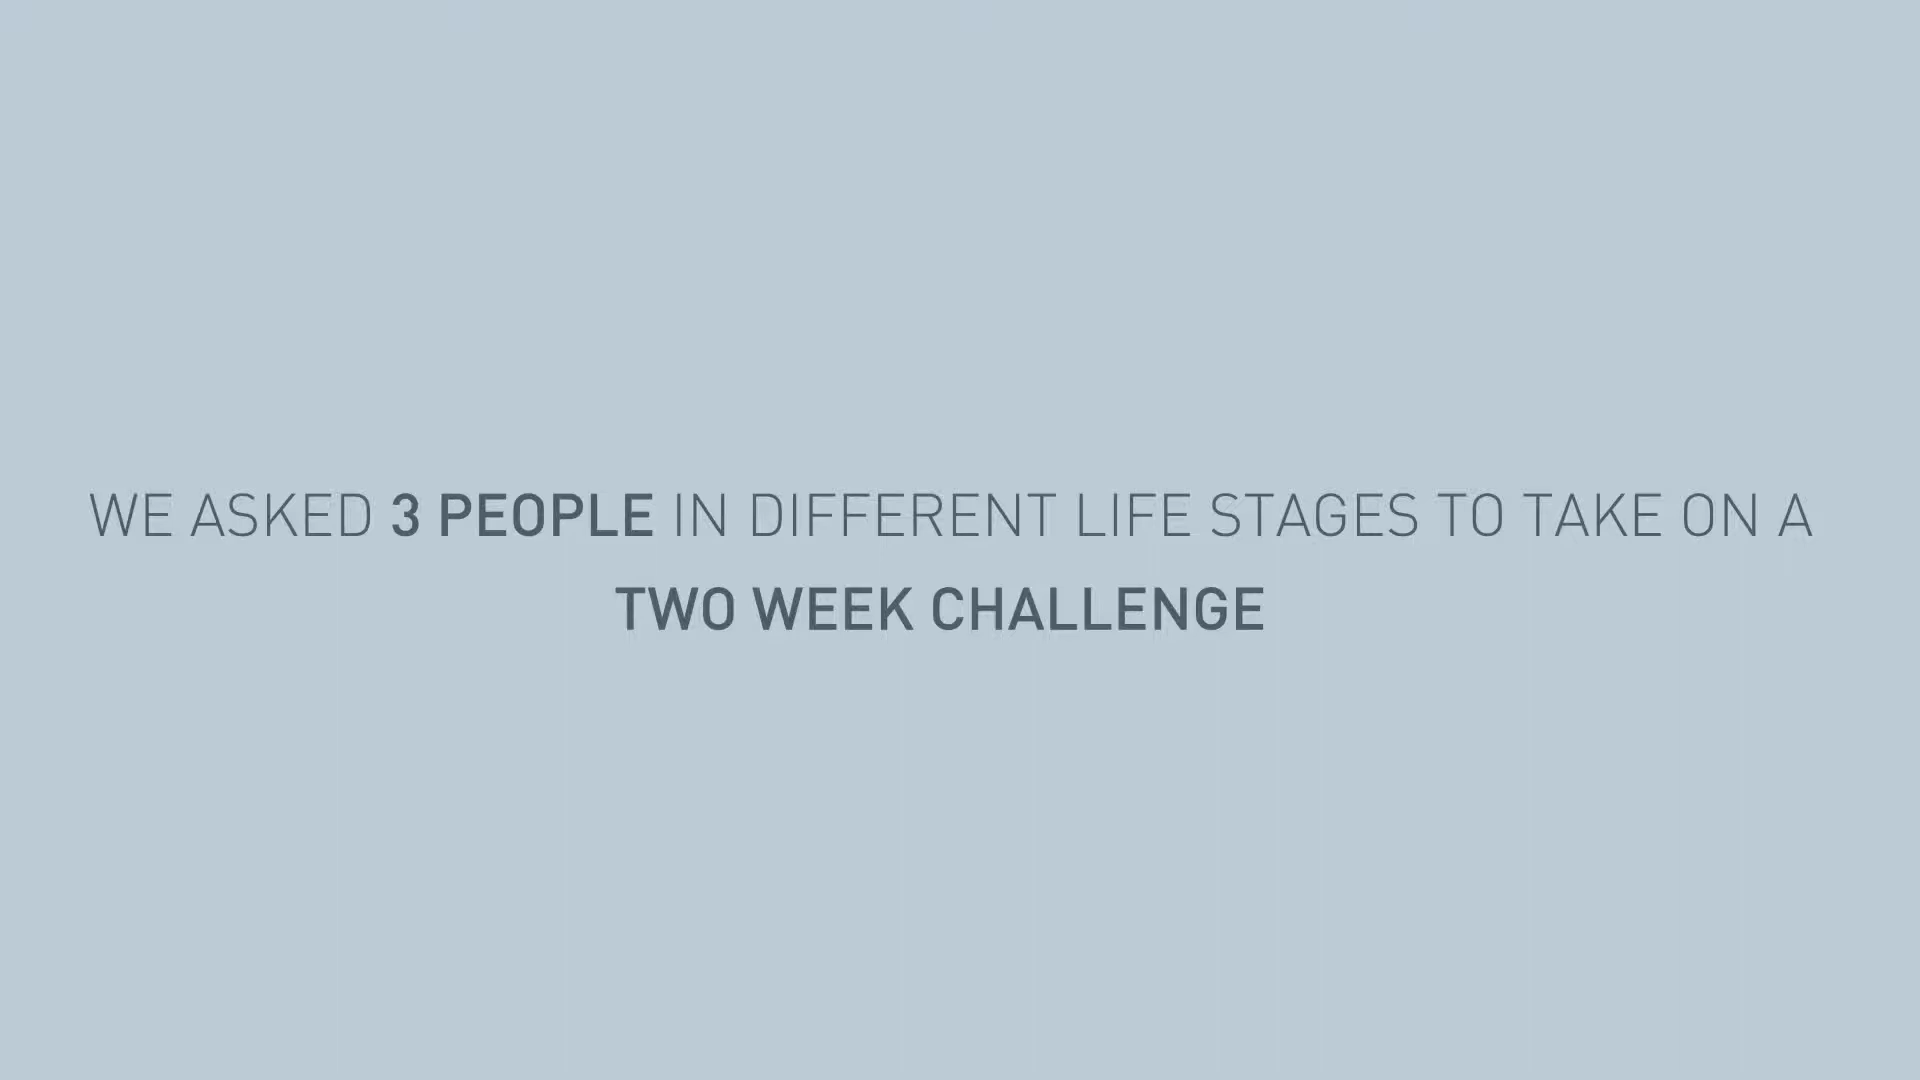 WE ASKED 3 PEOPLE IN DIFFERENT LIFE STAGES TO TAKE ON A
TWO WEEK CHALLENGE